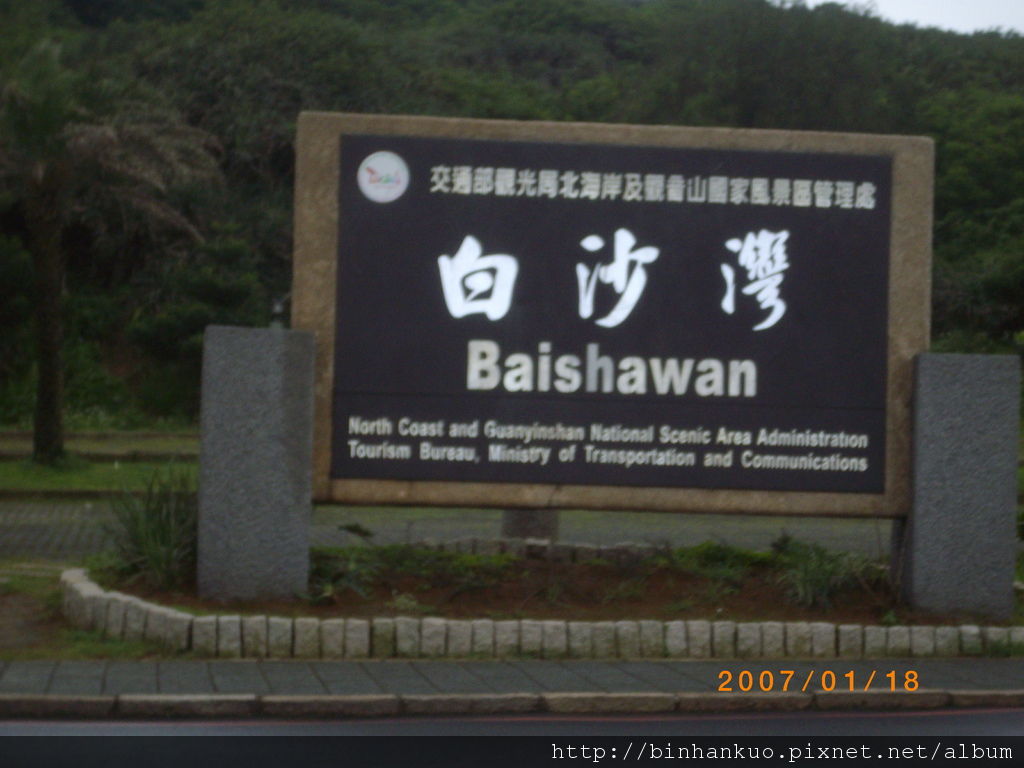 交通部觀光局北海岸及觀音山國家風景區管理處
白沙灣
Baishawan
North Coast and Guanyinshan National Scenic Area Administration
Tourism Bureau, Ministry of Transportation and Communications
2007/01/18
http://binhankuo.pixnet.net/album